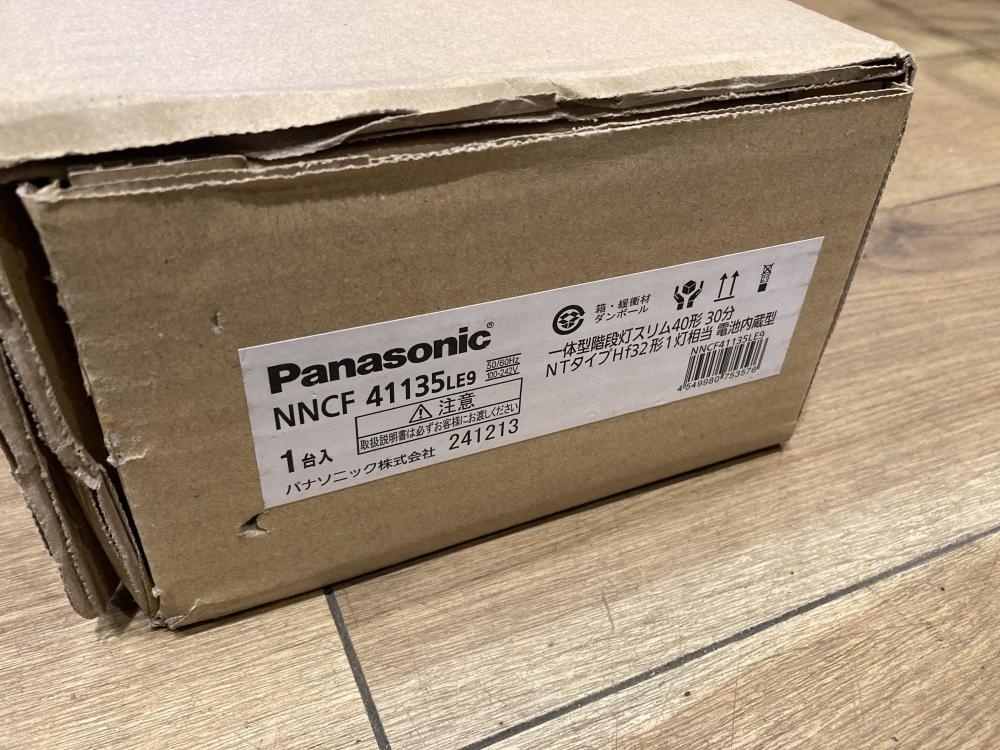 Panasonic®
NNCF 41135LE9
50/60Hz
100-242V
注意
取扱説明書は必ずお客様にお渡しください
1台入
241213
パナソニック株式会社
箱・緩衝材
ダンボール
一体型階段灯スリム40形 30分
NTタイプHf32形1灯相当 電池内蔵型
NNCF41135LE9
4549980753576